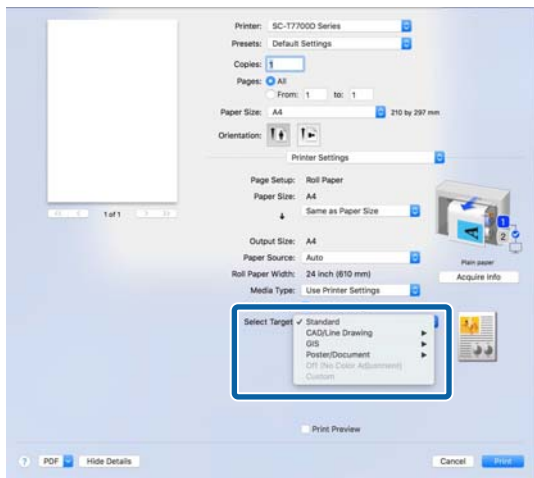 Printer: SC-T7700D Series
Presets: Default Settings
Copies: 1
Pages: All
From: 1 to: 1
Paper Size: A4 210 by 297 mm
Orientation:
Printer Settings
Page Setup: Roll Paper
Paper Size: A4
Same as Paper Size
Output Size: A4
Paper Source: Auto
Roll Paper Width: 24 inch (610 mm)
Media Type: Use Printer Settings
1 of 1
1
2
Plain paper
Acquire Info
Select Target ✓ Standard
CAD/Line Drawing
GIS
Poster/Document
Off (No Color Adjustment)
Custom
Print Preview
? PDF Hide Details Cancel Print